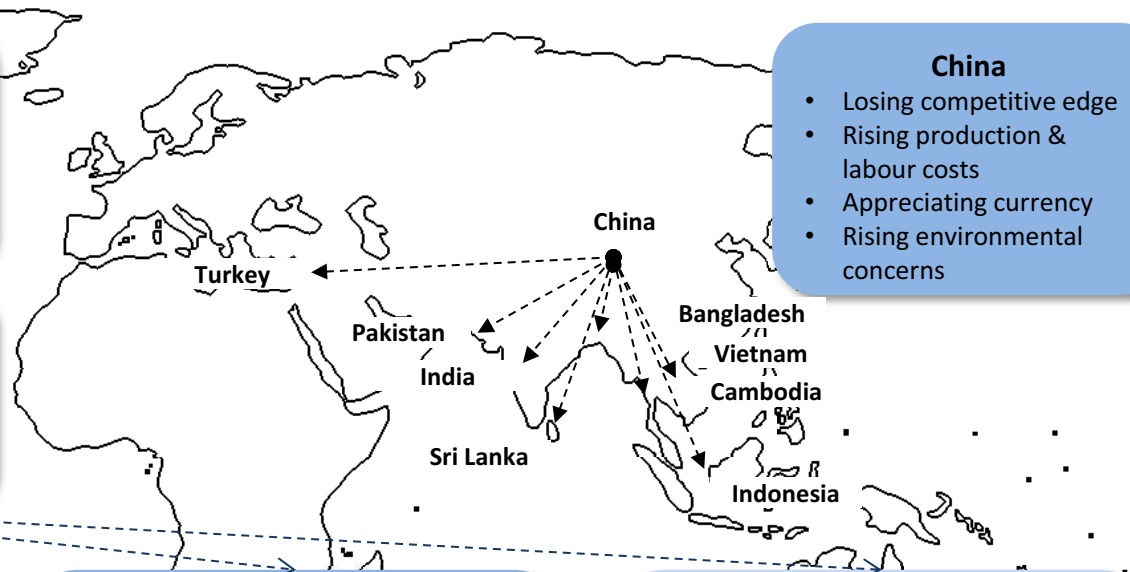 China
• Losing competitive edge
• Rising production &
labour costs
• Appreciating currency
• Rising environmental
concerns
China
Turkey
Pakistan
Bangladesh
Vietnam
India
Cambodia
Sri Lanka
Indonesia